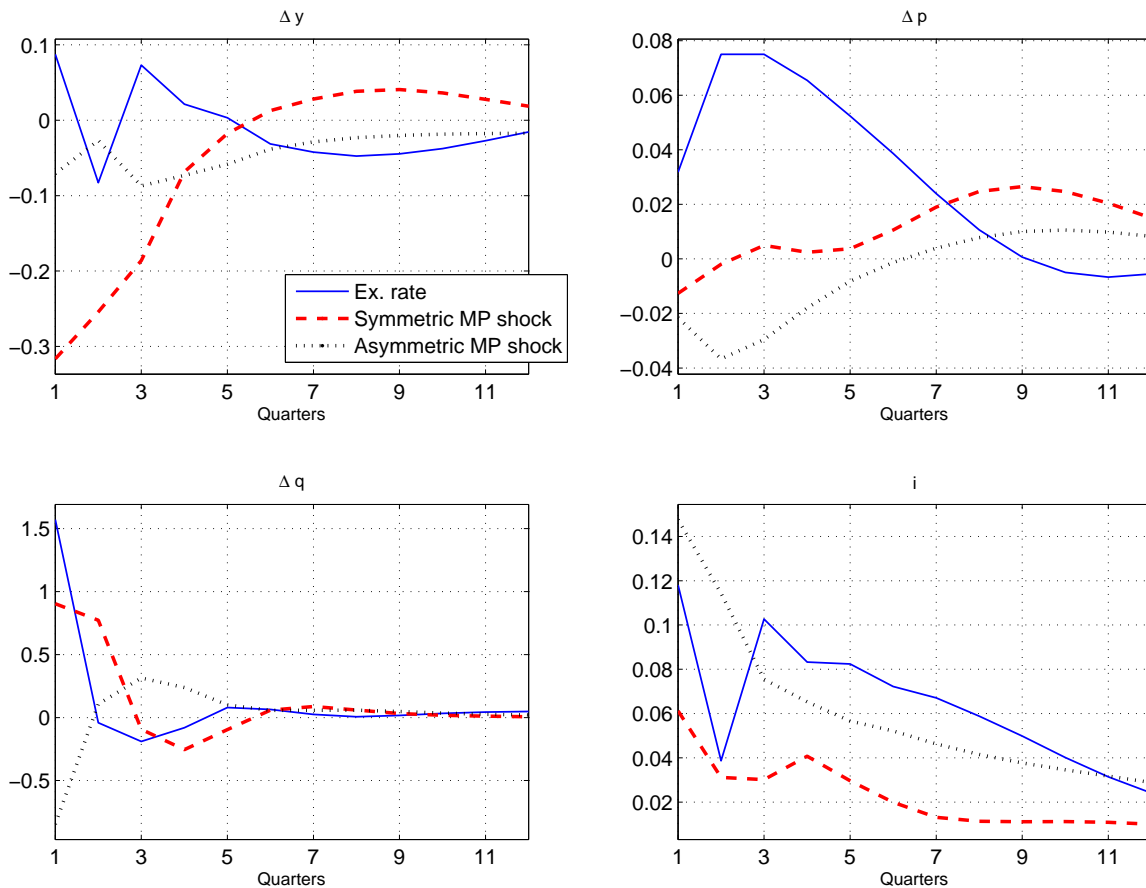 Δ y
0.1
0
−0.1
−0.2
−0.3
1 3 5 7 9 11
Quarters
Ex. rate
Symmetric MP shock
Asymmetric MP shock
Δ p
0.08
0.06
0.04
0.02
0
−0.02
−0.04
1 3 5 7 9 11
Quarters
Δ q
1.5
1
0.5
0
−0.5
1 3 5 7 9 11
Quarters
i
0.14
0.12
0.1
0.08
0.06
0.04
0.02
1 3 5 7 9 11
Quarters